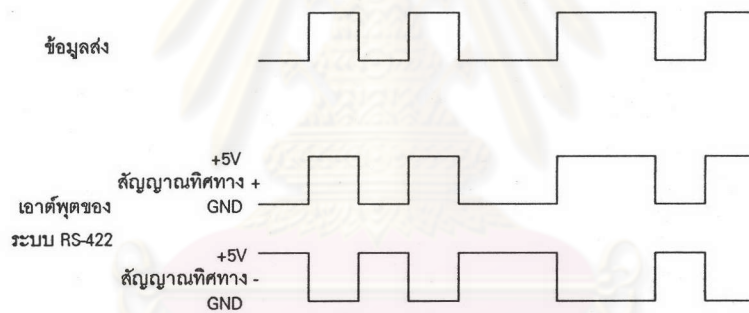 ข้อมูลส่ง
+5V
สัญญาณทิศทาง +
GND
เอาต์พุตของ
ระบบ RS-422
+5V
สัญญาณทิศทาง -
GND